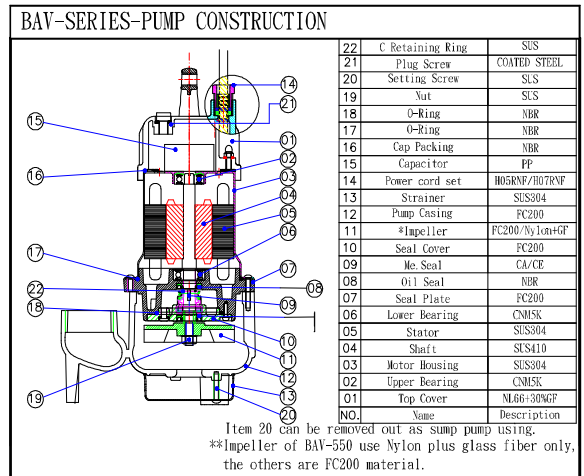 BAV-SERIES-PUMP CONSTRUCTION
22 C Retaining Ring SUS
21 Plug Screw COATED STEEL
20 Setting Screw SUS
19 Nut SUS
18 O-Ring NBR
17 O-Ring NBR
16 Cap Packing NBR
15 Capacitor PP
14 Power cord set H05RNF/H07RNF
13 Strainer SUS304
12 Pump Casing FC200
11 *Impeller FC200/Nylon+GF
10 Seal Cover FC200
09 Me.Seal CA/CE
08 Oil Seal NBR
07 Seal Plate FC200
06 Lower Bearing CNM5K
05 Stator SUS304
04 Shaft SUS410
03 Motor Housing SUS304
02 Upper Bearing CNM5K
01 Top Cover NL66+30%GF
NO. Name Description
14
21
15
01
02
16
03
04
05
06
17
07
22
08
18
09
10
11
12
19
13
20
Item 20 can be removed out as sump pump using.
**Impeller of BAV-550 use Nylon plus glass fiber only,
the others are FC200 material.